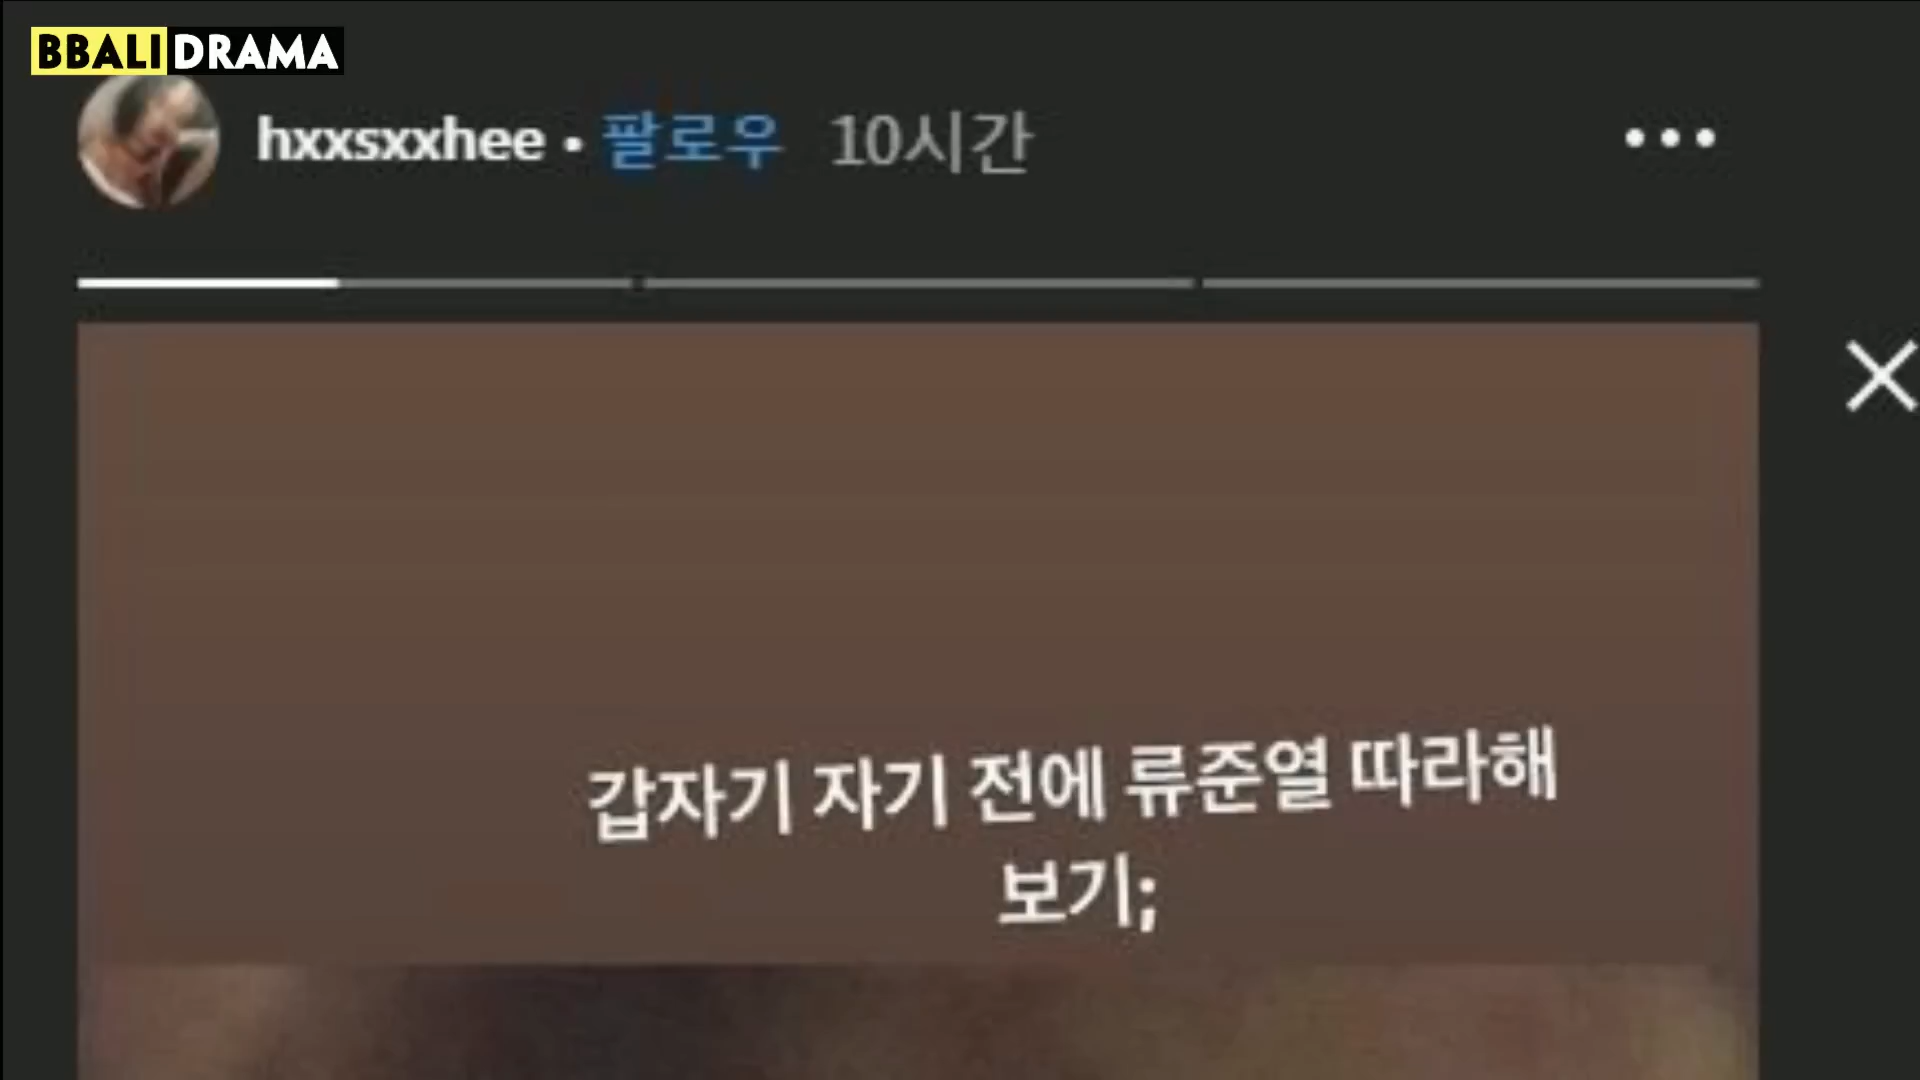 BBALI DRAMA
hxxsxxhee • 팔로우 10시간
갑자기 자기 전에 류준열 따라해
보기;